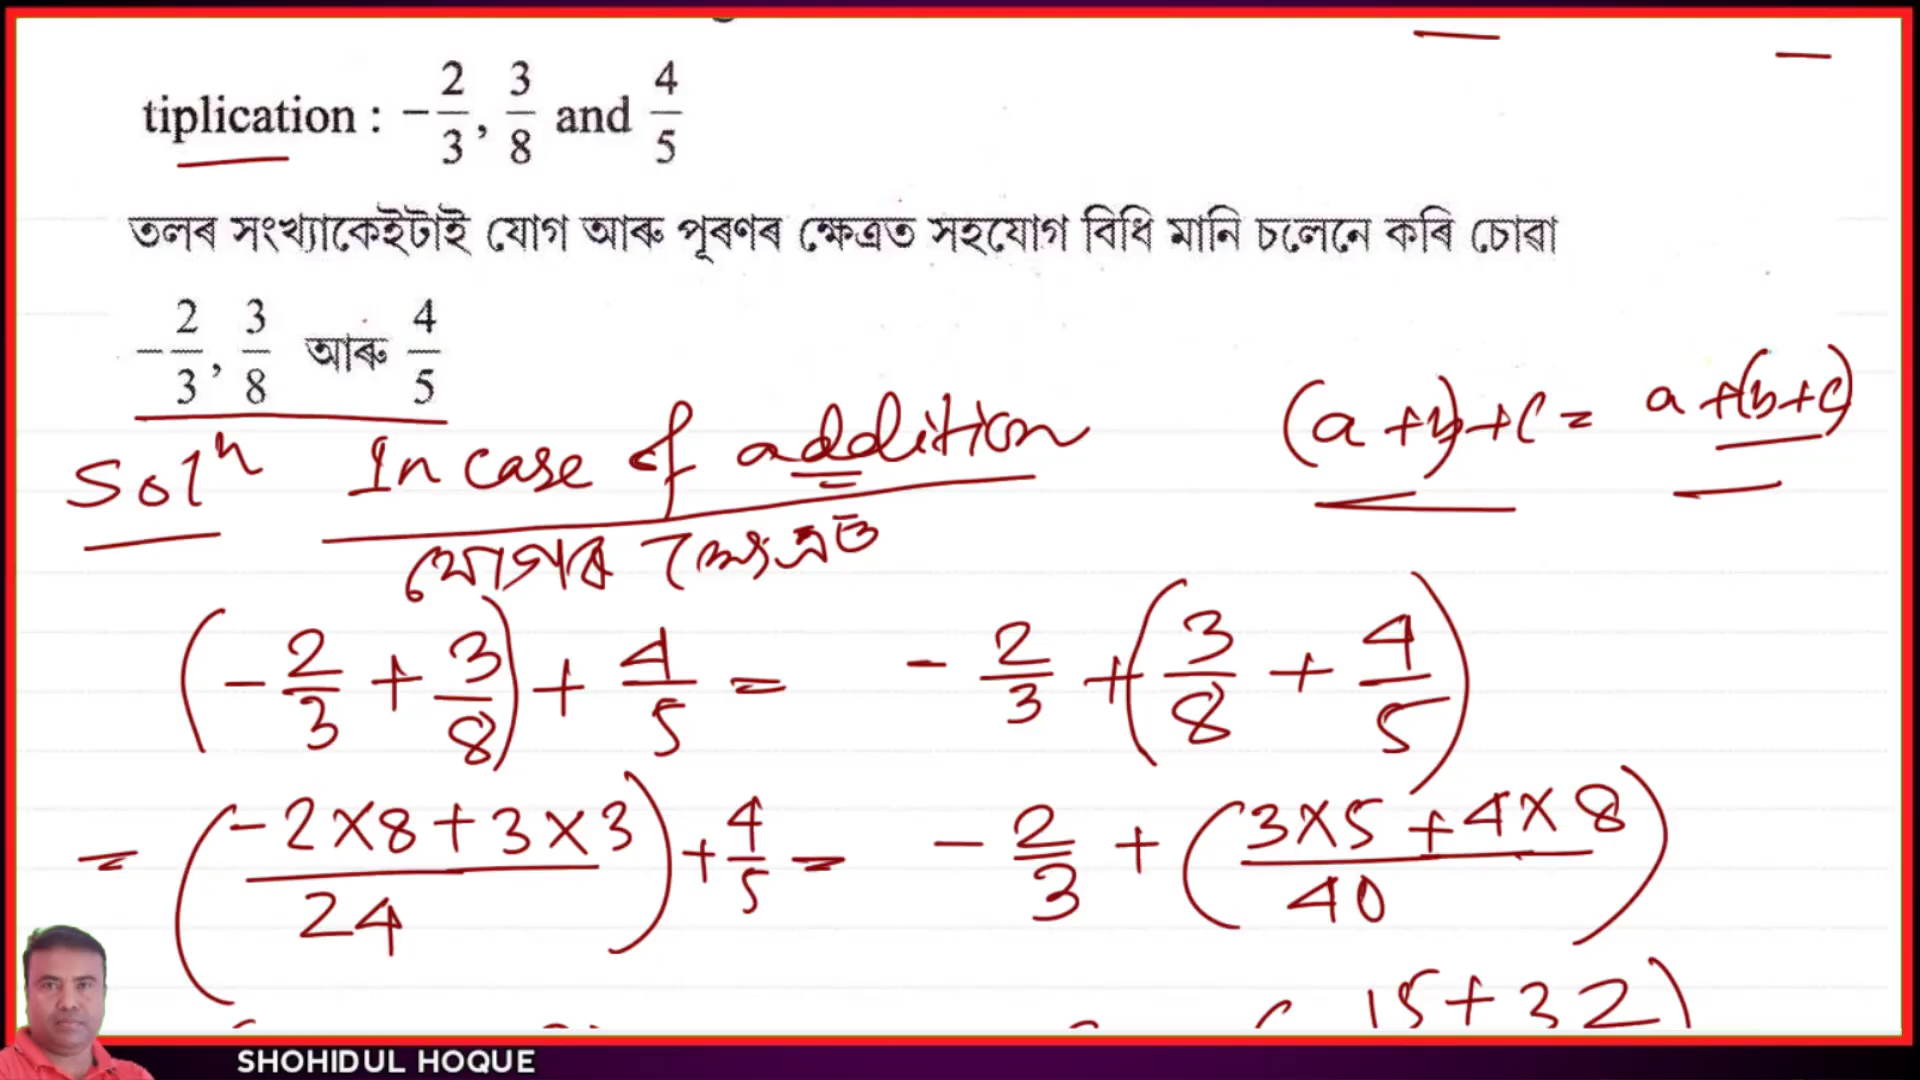 tiplication : -2/3, 3/8 and 4/5
তলৰ সংখ্যাকেইটাই যোগ আৰু পূৰণৰ ক্ষেত্ৰত সহযোগ বিধি মানি চলেনে কৰি চোৱা
-2/3, 3/8 আৰু 4/5
(a+b)+c = a+(b+c)
Solⁿ In case of addition
যোগৰ ক্ষেত্ৰত
(-2/3 + 3/8) + 4/5 = -2/3 + (3/8 + 4/5)
= (-2×8+3×3/24) + 4/5 = -2/3 + (3×5+4×8/40)
15+32)
SHOHIDUL HOQUE